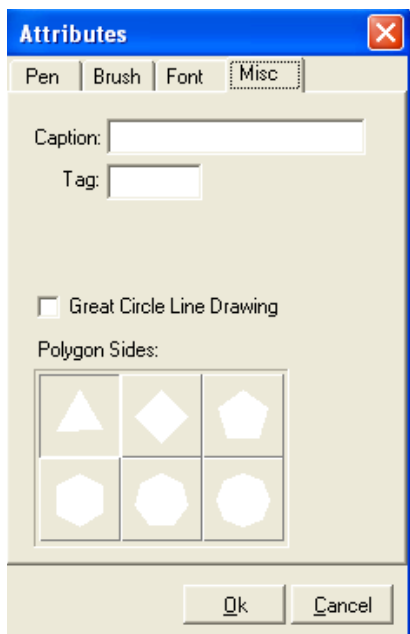 Attributes
Pen Brush Font Misc
Caption:
Tag:
Great Circle Line Drawing
Polygon Sides:
Ok Cancel